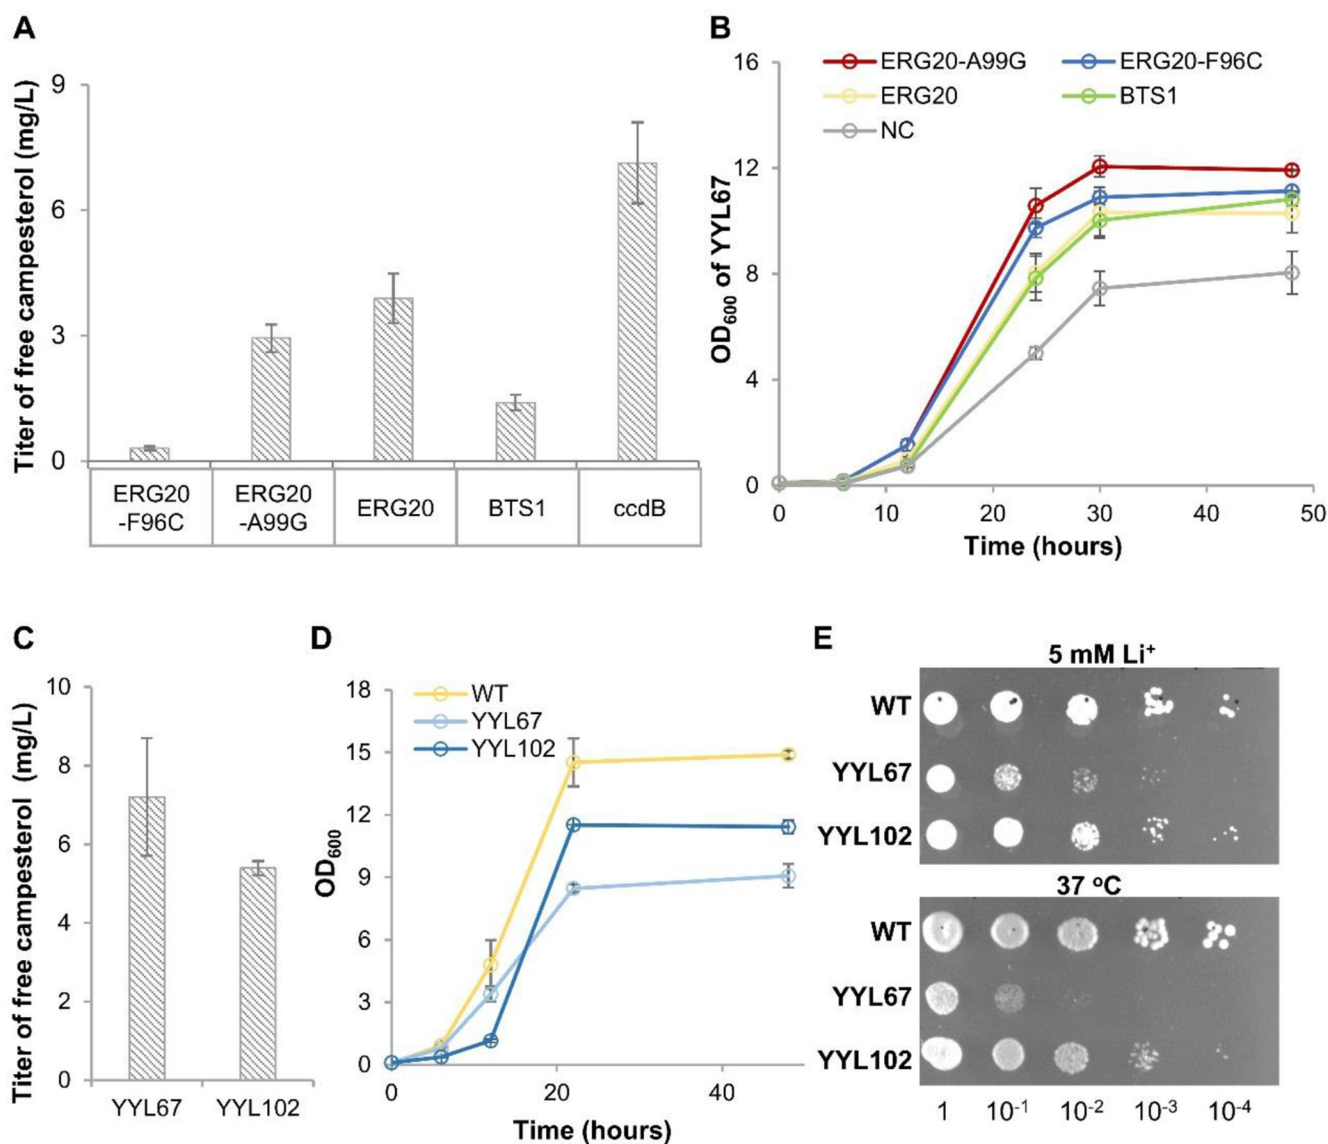 A
Titer of free campesterol (mg/L)
9
6
3
0
ERG20
-F96C
ERG20
-A99G
ERG20
BTS1
ccdB
B
OD600 of YYL67
16
12
8
4
0
ERG20-A99G
ERG20-F96C
ERG20
BTS1
NC
0 10 20 30 40 50
Time (hours)
C
Titer of free campesterol (mg/L)
10
8
6
4
2
0
YYL67 YYL102
D
OD600
18
15
12
9
6
3
0
WT
YYL67
YYL102
0 20 40
Time (hours)
E
5 mM Li⁺
WT
YYL67
YYL102
37 ºC
WT
YYL67
YYL102
1 10⁻¹ 10⁻² 10⁻³ 10⁻⁴